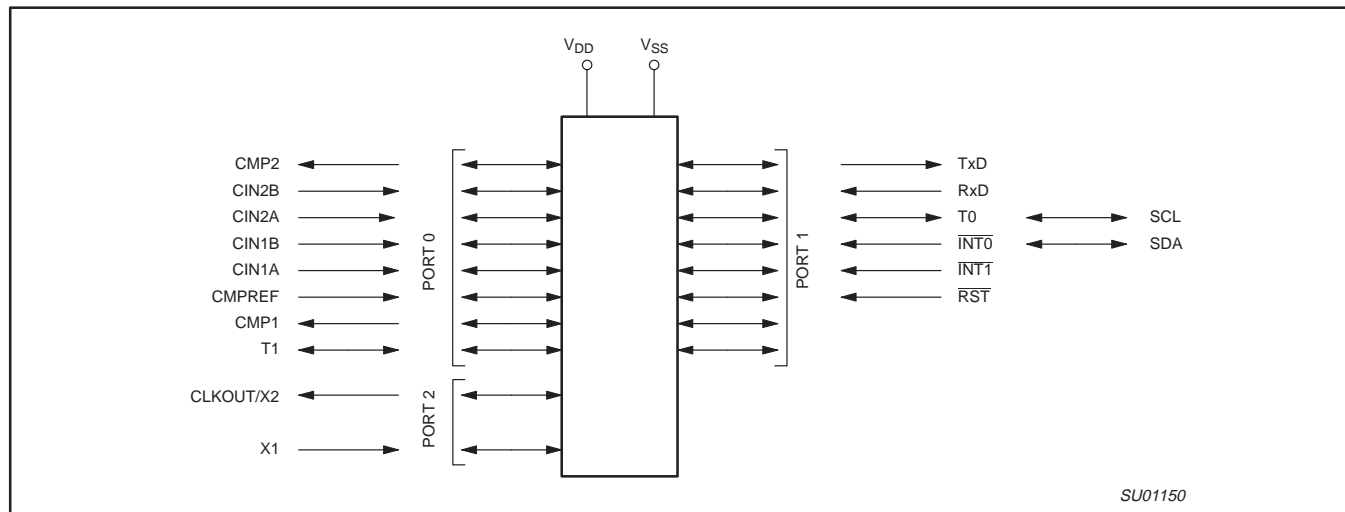 VDD VSS
CMP2 TxD
CIN2B RxD
CIN2A T0 SCL
CIN1B INT0 SDA
CIN1A INT1
CMPREF RST
CMP1
T1
PORT 0
PORT 1
CLKOUT/X2
X1
PORT 2
SU01150